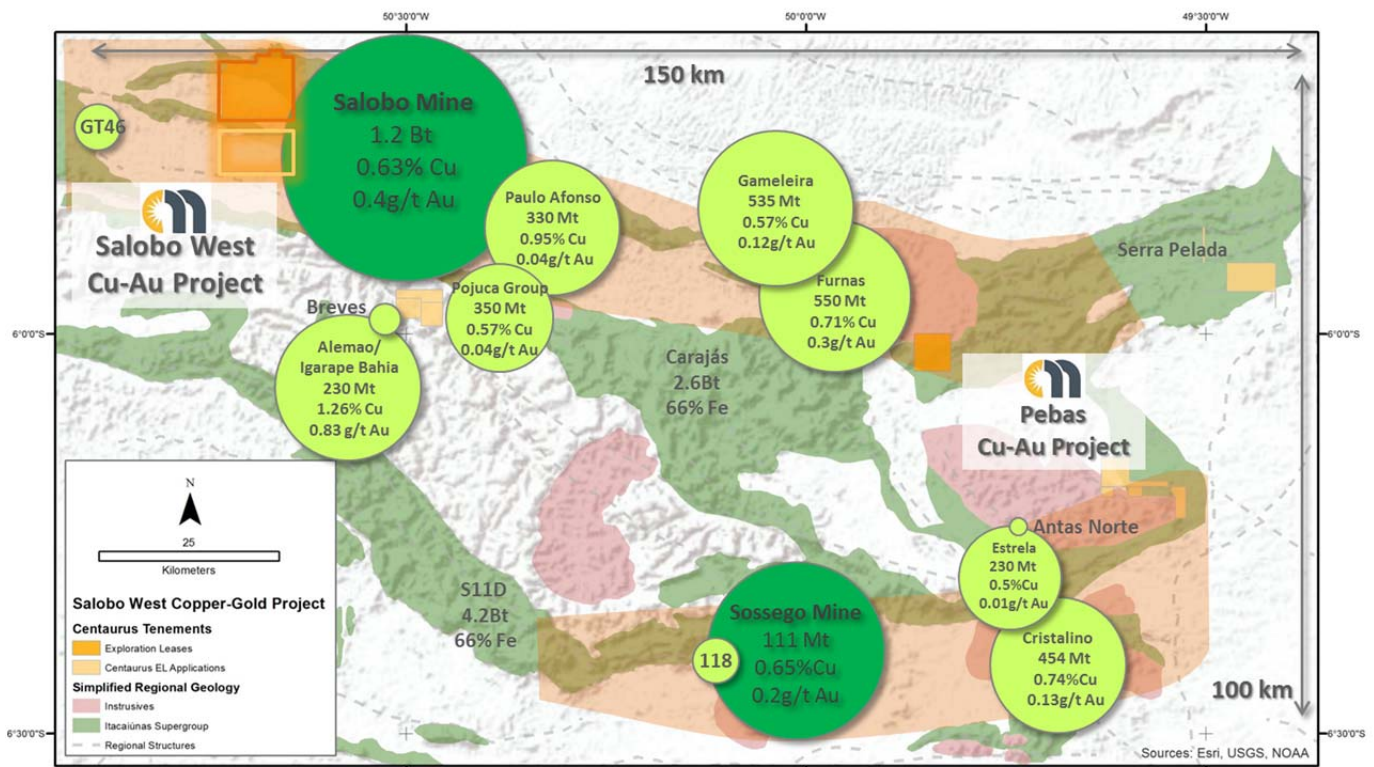 50°30'0"W
50°0'0"W
49°30'0"W
150 km
Salobo Mine
1.2 Bt
0.63% Cu
0.4g/t Au
GT46
Salobo West
Cu-Au Project
Paulo Afonso
330 Mt
0.95% Cu
0.04g/t Au
Gameleira
535 Mt
0.57% Cu
0.12g/t Au
Serra Pelada
Pojuca Group
350 Mt
0.57% Cu
0.04g/t Au
Furnas
550 Mt
0.71% Cu
0.3g/t Au
Breves
6°0'0"S
6°0'0"S
Alemao/
Igarape Bahia
230 Mt
1.26% Cu
0.83 g/t Au
Carajás
2.6Bt
66% Fe
Pebas
Cu-Au Project
Antas Norte
Estrela
230 Mt
0.5%Cu
0.01g/t Au
S11D
4.2Bt
66% Fe
Sossego Mine
111 Mt
0.65%Cu
0.2g/t Au
118
Cristalino
454 Mt
0.74%Cu
0.13g/t Au
100 km
N
25
Kilometers
Salobo West Copper-Gold Project
Centaurus Tenements
Exploration Leases
Centaurus EL Applications
Simplified Regional Geology
Instrusives
Itacaiúnas Supergroup
Regional Structures
6°30'0"S
6°30'0"S
Sources: Esri, USGS, NOAA